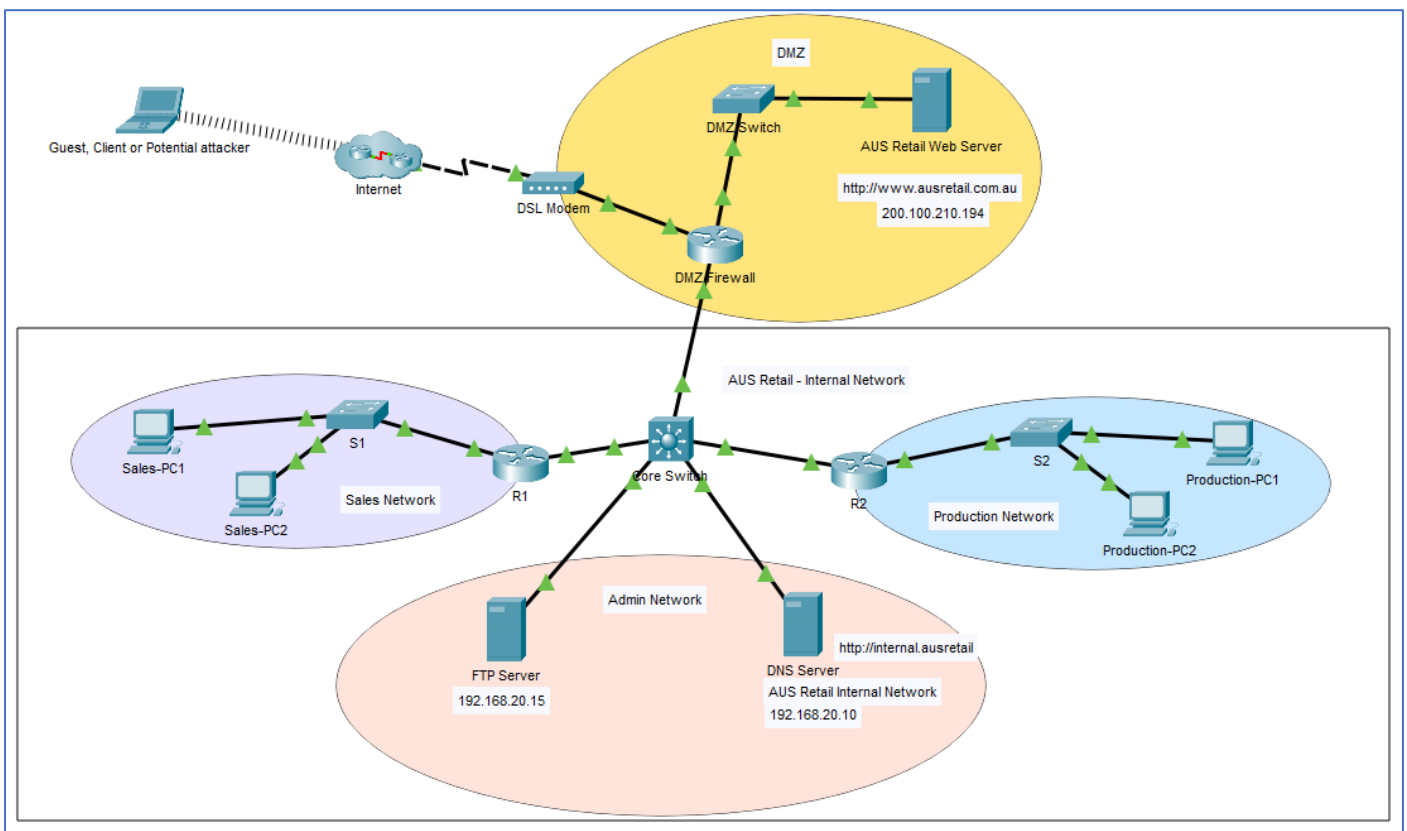 DMZ
DMZ Switch
AUS Retail Web Server
Guest, Client or Potential attacker
Internet
http://www.ausretail.com.au
DSL Modem
200.100.210.194
DMZ Firewall
AUS Retail - Internal Network
S1
Sales-PC1
Core Switch
S2
Production-PC1
R1
Sales Network
R2
Production Network
Sales-PC2
Production-PC2
Admin Network
http://internal.ausretail
FTP Server
DNS Server
192.168.20.15
AUS Retail Internal Network
192.168.20.10